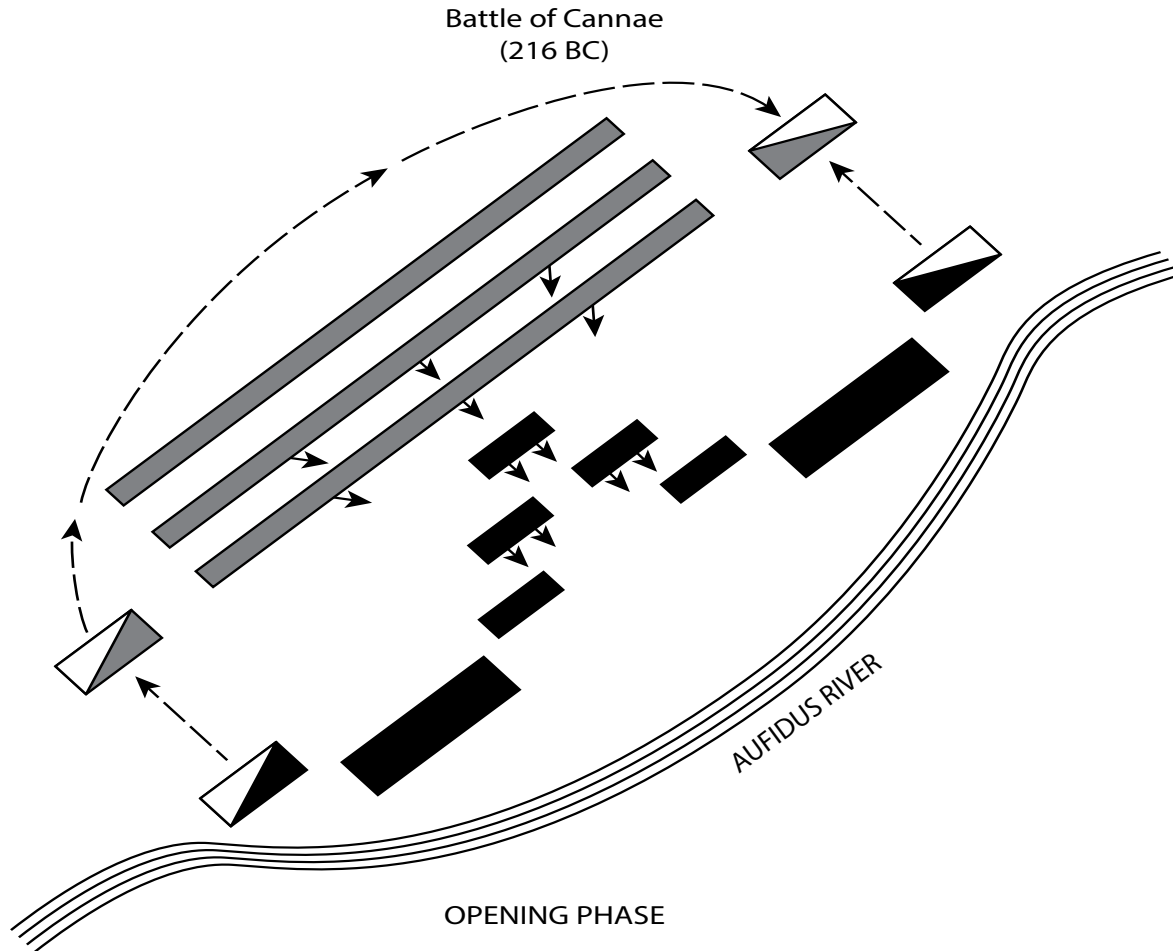 Battle of Cannae
(216 BC)
AUFIDUS RIVER
OPENING PHASE